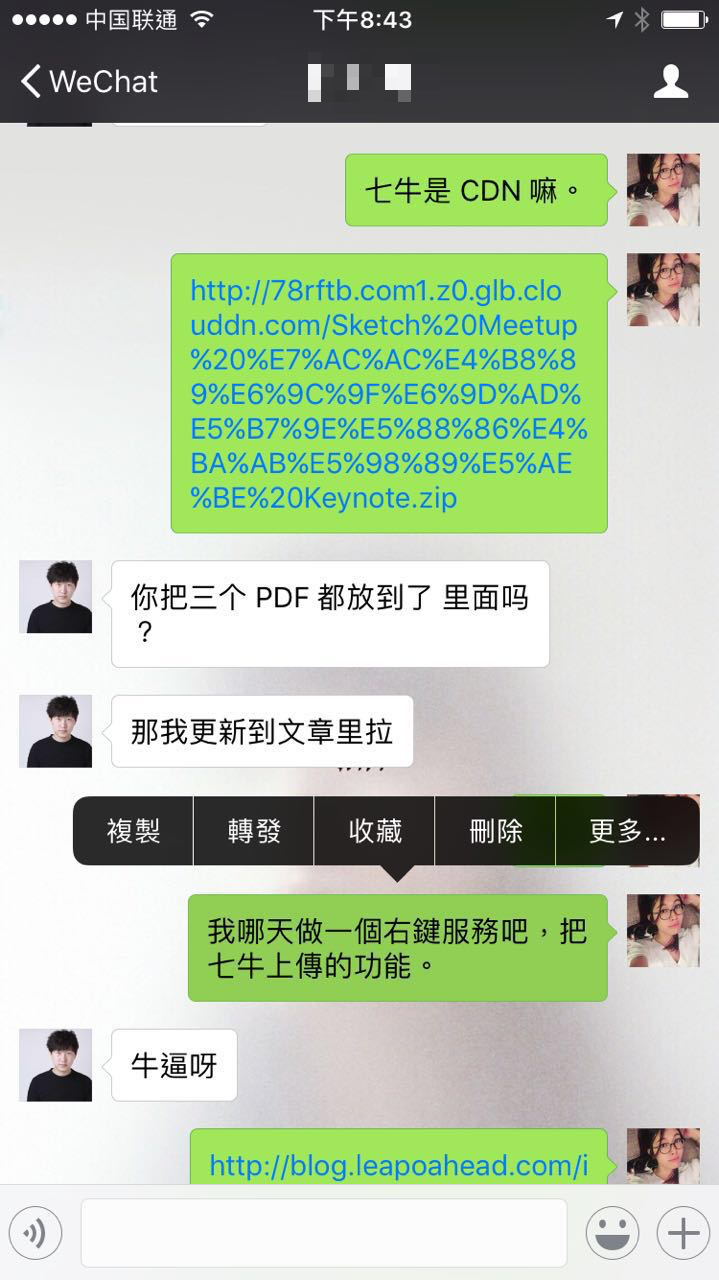 中国联通
下午8:43
WeChat
七牛是 CDN 嘛。
http://78rftb.com1.z0.glb.clo
uddn.com/Sketch%20Meetup
%20%E7%AC%AC%E4%B8%8
9%E6%9C%9F%E6%9D%AD%
E5%B7%9E%E5%88%86%E4%
BA%AB%E5%98%89%E5%AE
%BE%20Keynote.zip
你把三个 PDF 都放到了 里面吗
？
那我更新到文章里拉
複製 轉發 收藏 刪除 更多...
我哪天做一個右鍵服務吧，把
七牛上傳的功能。
牛逼呀
http://blog.leapoahead.com/i